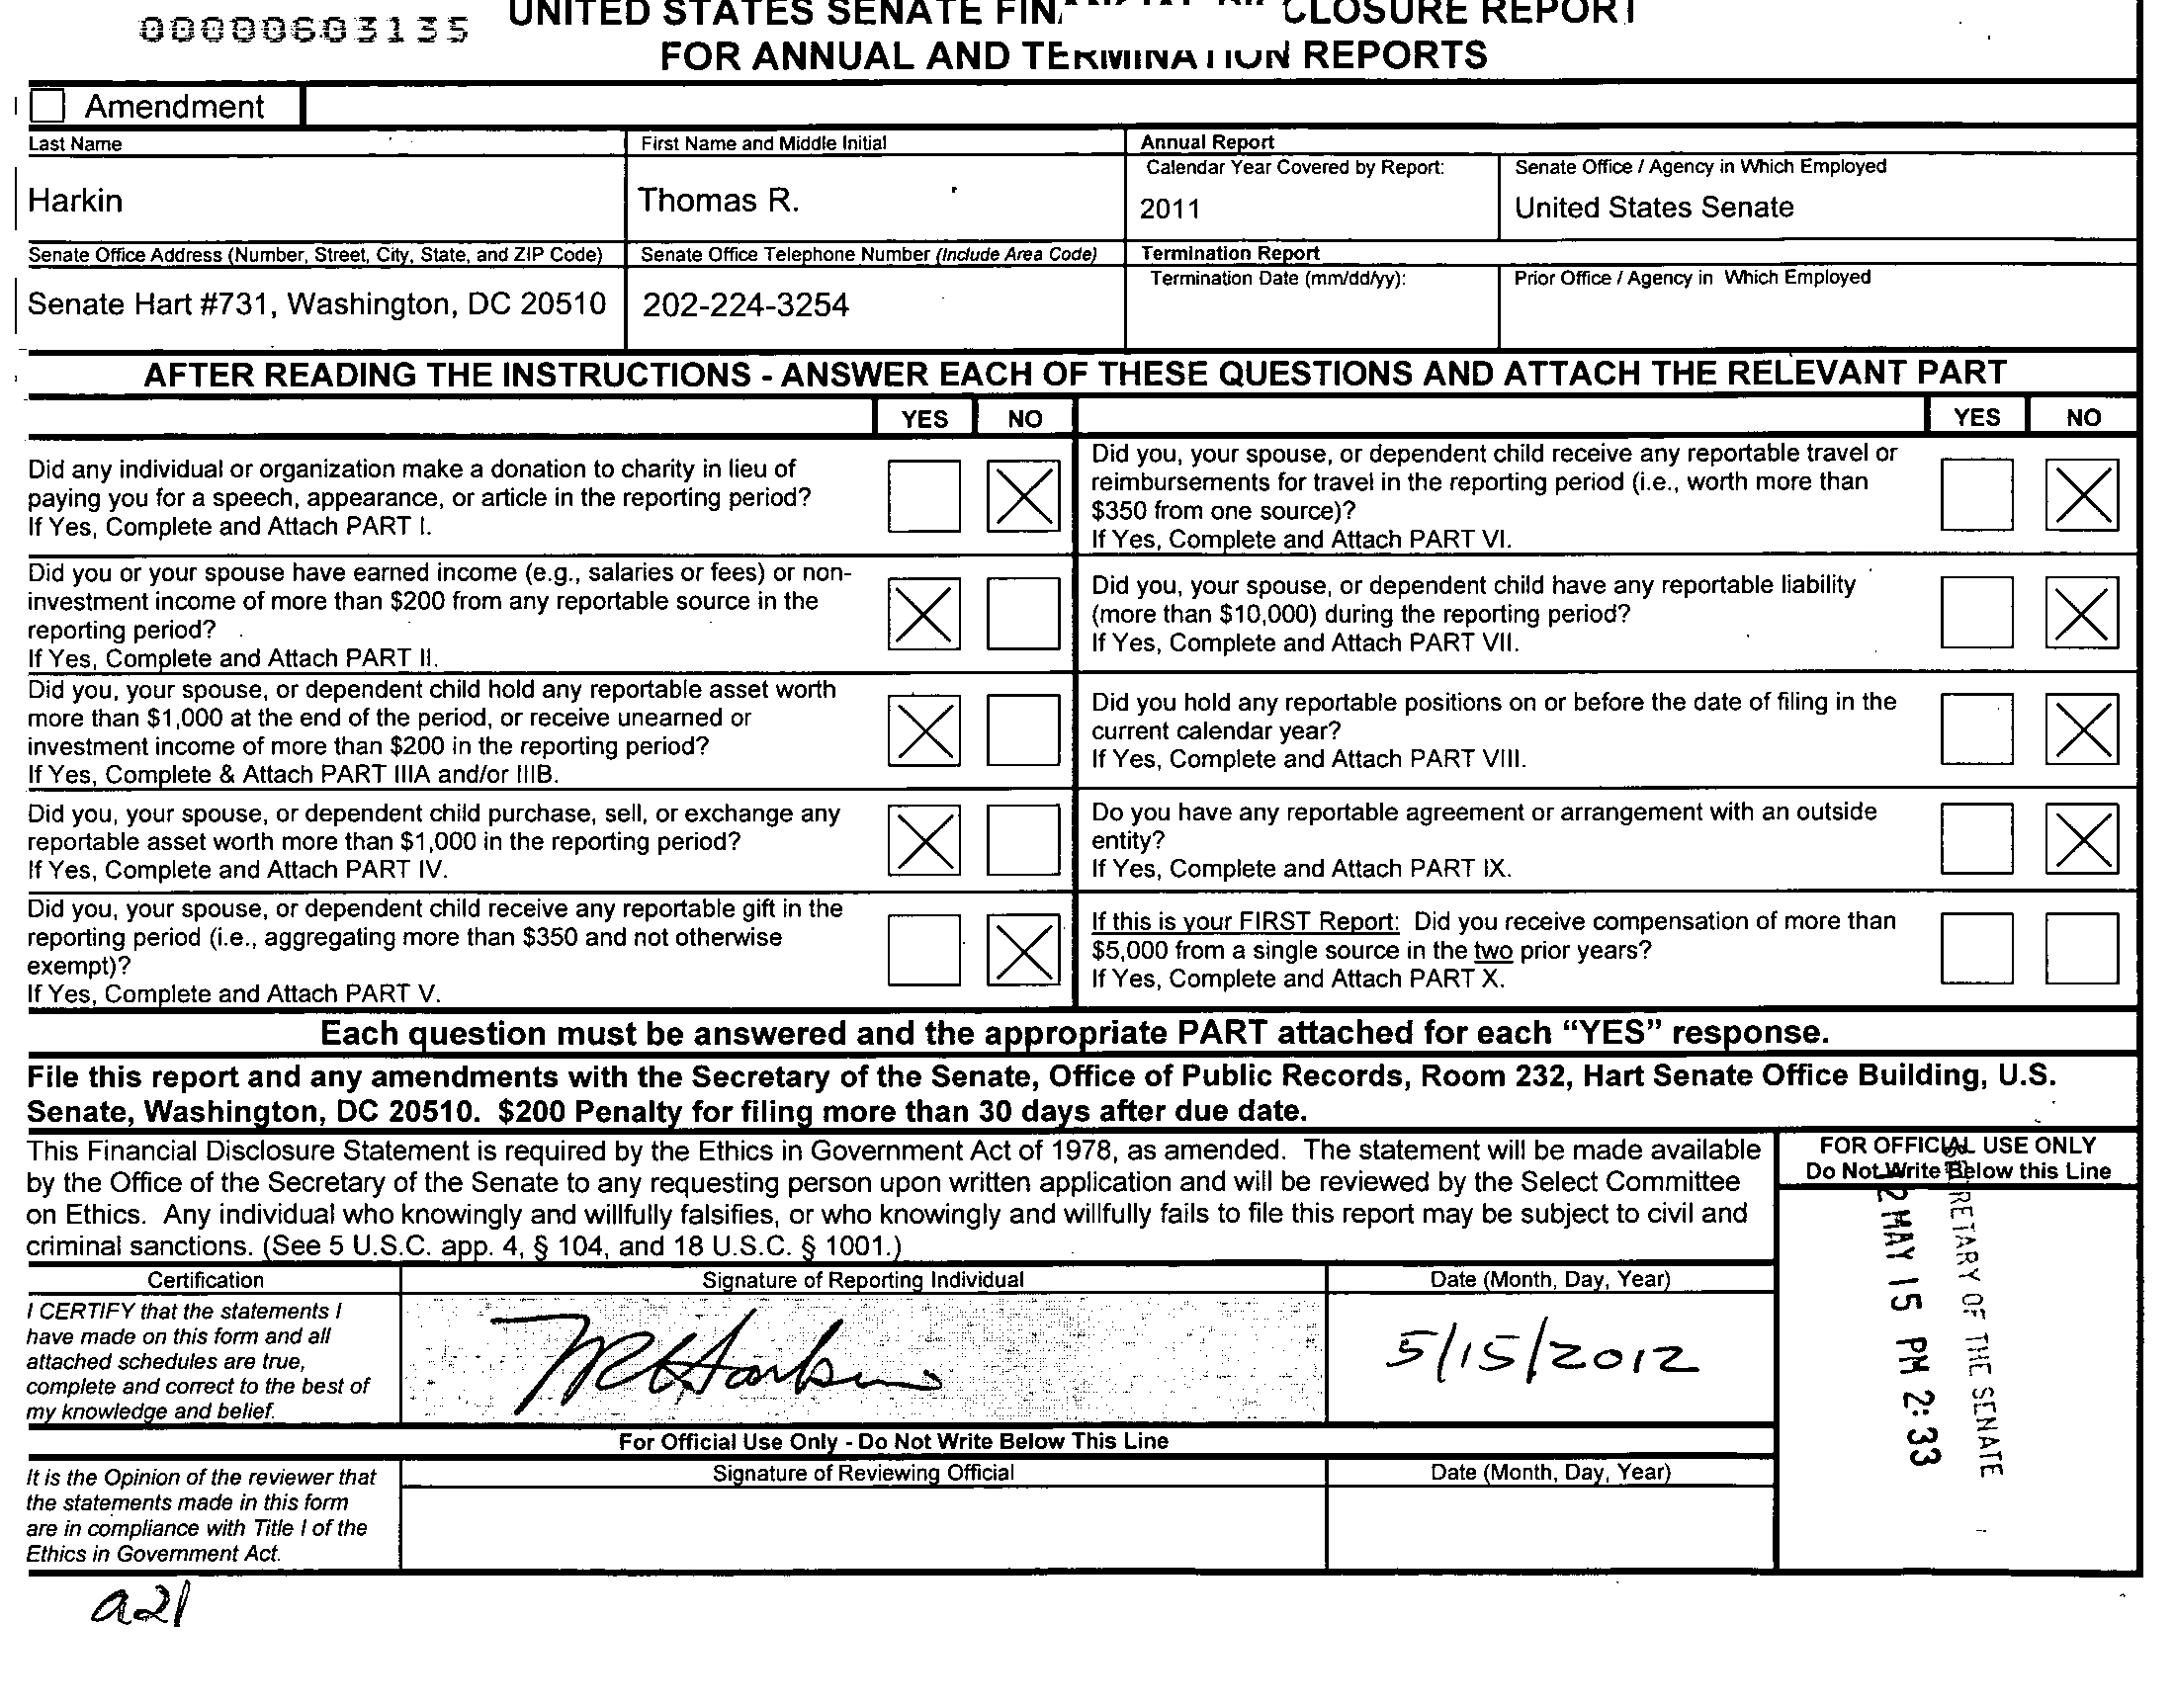 00000603135
UNITED STATES SENATE FINANCIAL DISCLOSURE REPORT
FOR ANNUAL AND TERMINATION REPORTS
Amendment
Last Name
First Name and Middle Initial
Annual Report
Calendar Year Covered by Report:
Senate Office / Agency in Which Employed
Harkin
Thomas R.
2011
United States Senate
Senate Office Address (Number, Street, City, State, and ZIP Code)
Senate Office Telephone Number (Include Area Code)
Termination Report
Termination Date (mm/dd/yy):
Prior Office / Agency in Which Employed
Senate Hart #731, Washington, DC 20510
202-224-3254
AFTER READING THE INSTRUCTIONS - ANSWER EACH OF THESE QUESTIONS AND ATTACH THE RELEVANT PART
YES NO
YES NO
Did any individual or organization make a donation to charity in lieu of
paying you for a speech, appearance, or article in the reporting period?
If Yes, Complete and Attach PART I.
Did you, your spouse, or dependent child receive any reportable travel or
reimbursements for travel in the reporting period (i.e., worth more than
$350 from one source)?
If Yes, Complete and Attach PART VI.
Did you or your spouse have earned income (e.g., salaries or fees) or non-
investment income of more than $200 from any reportable source in the
reporting period?
If Yes, Complete and Attach PART II.
Did you, your spouse, or dependent child have any reportable liability
(more than $10,000) during the reporting period?
If Yes, Complete and Attach PART VII.
Did you, your spouse, or dependent child hold any reportable asset worth
more than $1,000 at the end of the period, or receive unearned or
investment income of more than $200 in the reporting period?
If Yes, Complete & Attach PART IIIA and/or IIIB.
Did you hold any reportable positions on or before the date of filing in the
current calendar year?
If Yes, Complete and Attach PART VIII.
Did you, your spouse, or dependent child purchase, sell, or exchange any
reportable asset worth more than $1,000 in the reporting period?
If Yes, Complete and Attach PART IV.
Do you have any reportable agreement or arrangement with an outside
entity?
If Yes, Complete and Attach PART IX.
Did you, your spouse, or dependent child receive any reportable gift in the
reporting period (i.e., aggregating more than $350 and not otherwise
exempt)?
If Yes, Complete and Attach PART V.
If this is your FIRST Report: Did you receive compensation of more than
$5,000 from a single source in the two prior years?
If Yes, Complete and Attach PART X.
Each question must be answered and the appropriate PART attached for each “YES” response.
File this report and any amendments with the Secretary of the Senate, Office of Public Records, Room 232, Hart Senate Office Building, U.S.
Senate, Washington, DC 20510. $200 Penalty for filing more than 30 days after due date.
This Financial Disclosure Statement is required by the Ethics in Government Act of 1978, as amended. The statement will be made available
by the Office of the Secretary of the Senate to any requesting person upon written application and will be reviewed by the Select Committee
on Ethics. Any individual who knowingly and willfully falsifies, or who knowingly and willfully fails to file this report may be subject to civil and
criminal sanctions. (See 5 U.S.C. app. 4, § 104, and 18 U.S.C. § 1001.)
FOR OFFICIAL USE ONLY
Do Not Write Below this Line
SECRETARY OF THE SENATE
2 MAY 15 PM 2:33
Certification
Signature of Reporting Individual
Date (Month, Day, Year)
I CERTIFY that the statements I
have made on this form and all
attached schedules are true,
complete and correct to the best of
my knowledge and belief.
TRHarkin
5/15/2012
For Official Use Only - Do Not Write Below This Line
It is the Opinion of the reviewer that
the statements made in this form
are in compliance with Title I of the
Ethics in Government Act.
Signature of Reviewing Official
Date (Month, Day, Year)
a21